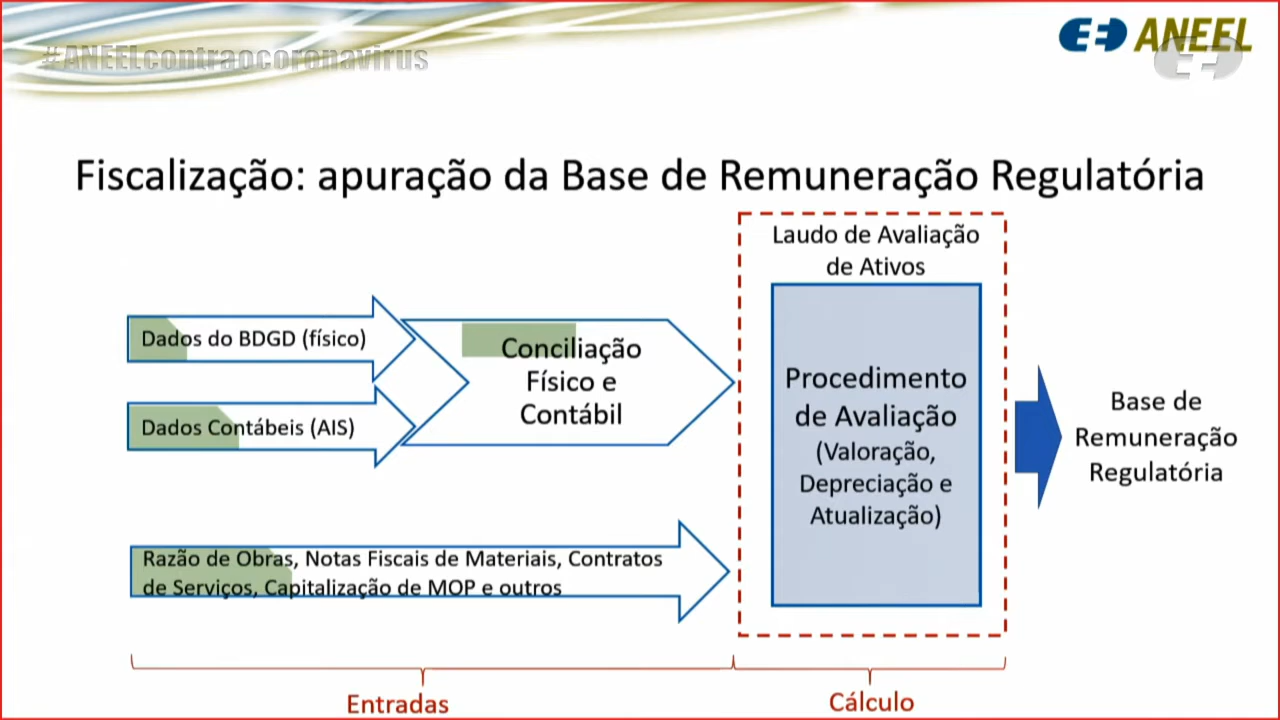 #ANEELcontraocoronavirus
ANEEL
Fiscalização: apuração da Base de Remuneração Regulatória
Laudo de Avaliação
de Ativos
Dados do BDGD (físico)
Dados Contábeis (AIS)
Conciliação
Físico e
Contábil
Procedimento
de Avaliação
(Valoração,
Depreciação e
Atualização)
Base de
Remuneração
Regulatória
Razão de Obras, Notas Fiscais de Materiais, Contratos
de Serviços, Capitalização de MOP e outros
Entradas
Cálculo